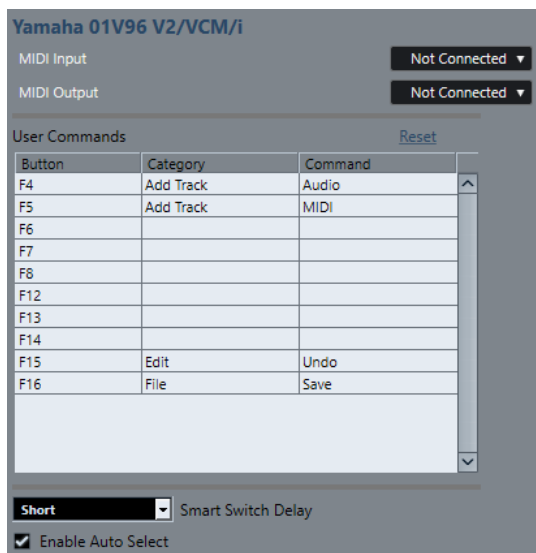 Yamaha 01V96 V2/VCM/i
MIDI Input Not Connected
MIDI Output Not Connected
User Commands Reset
Button Category Command
F4 Add Track Audio
F5 Add Track MIDI
F6
F7
F8
F12
F13
F14
F15 Edit Undo
F16 File Save
Short Smart Switch Delay
Enable Auto Select